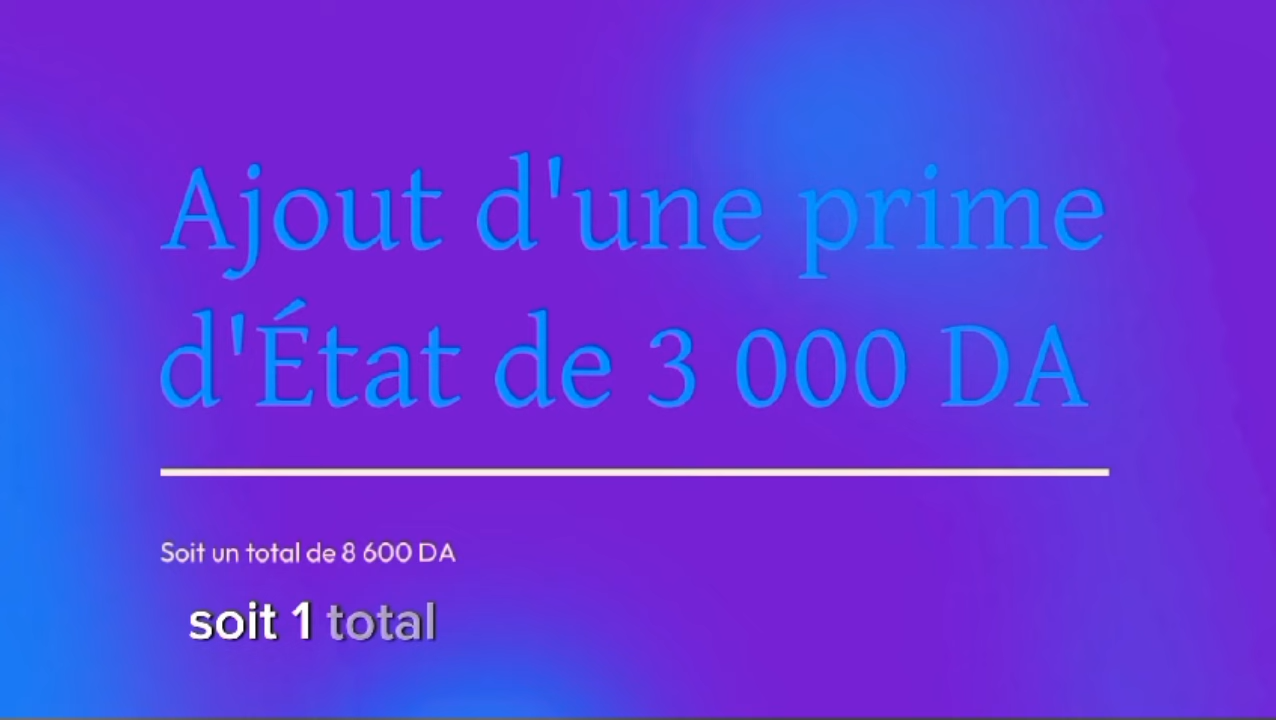 Ajout d'une prime
d'État de 3 000 DA
Soit un total de 8 600 DA
soit 1 total